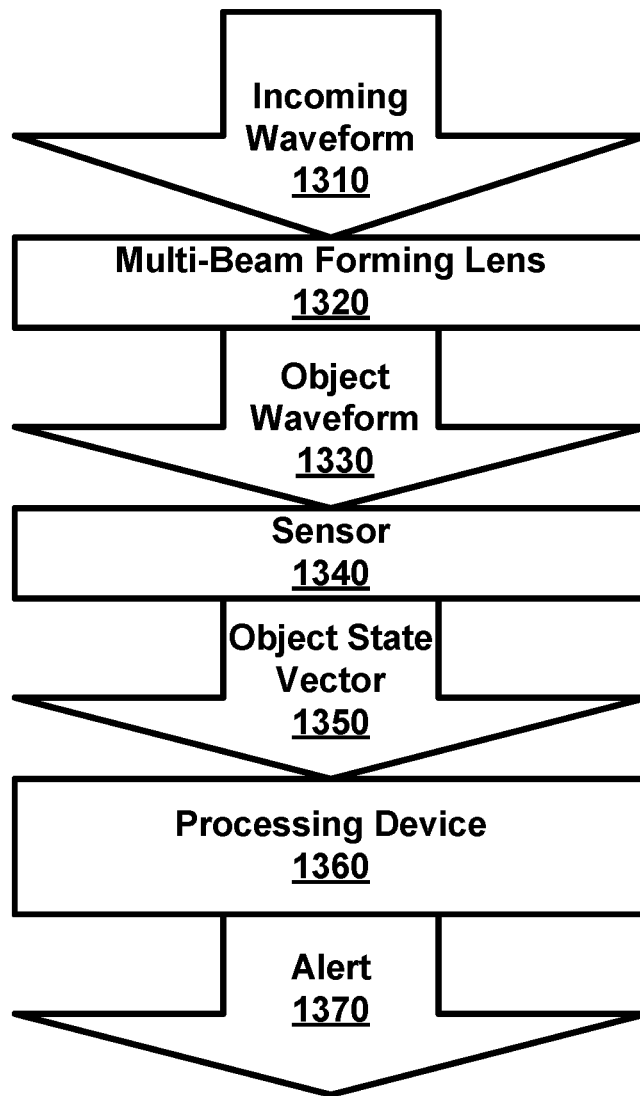 Incoming
Waveform
1310
Multi-Beam Forming Lens
1320
Object
Waveform
1330
Sensor
1340
Object State
Vector
1350
Processing Device
1360
Alert
1370